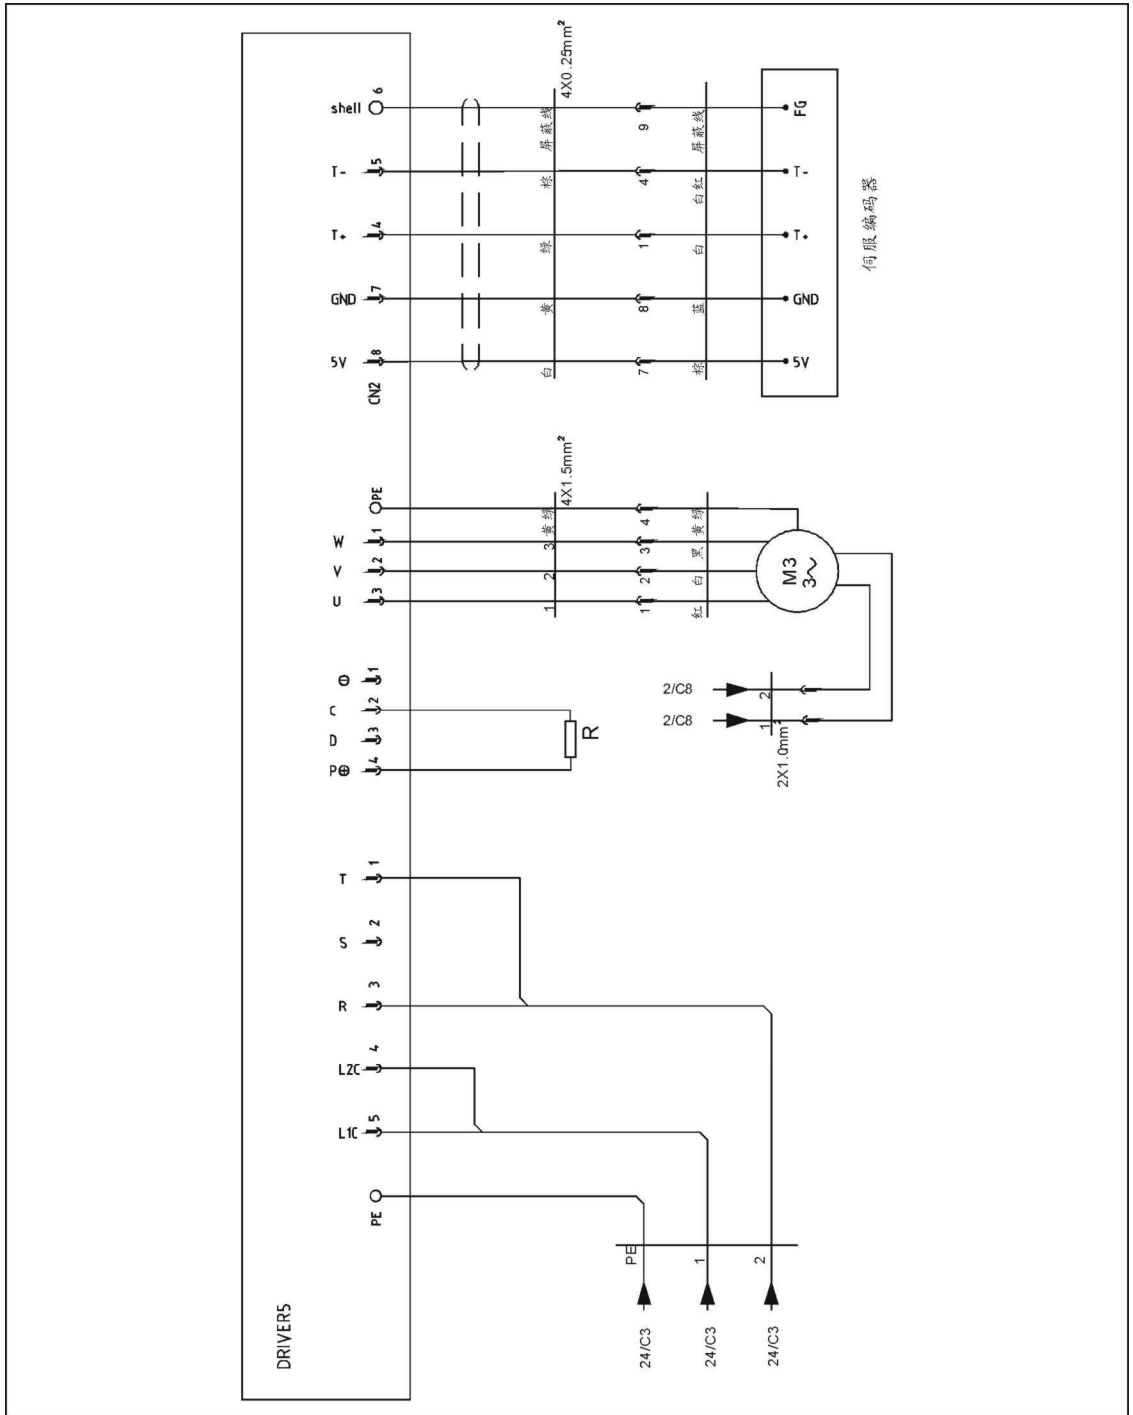 4X0.25mm²
shell
6
屏蔽线
9
屏蔽线
FG
T-
5
棕
4
白红
T-
T+
4
绿
1
白
T+
伺服编码器
GND
7
黄
8
蓝
GND
5V
8
白
7
棕
5V
CN2
4X1.5mm²
PE
黄绿
4
黄绿
W
1
3
3
黑
V
2
2
2
白
M3
3~
U
3
1
1
红
⊖
1
2/C8
2
C
2
2/C8
1
D
3
R
2X1.0mm²
P⊕
4
T
1
S
2
R
3
L2C
4
L1C
5
PE
PE
1
2
DRIVER5
24/C3
24/C3
24/C3